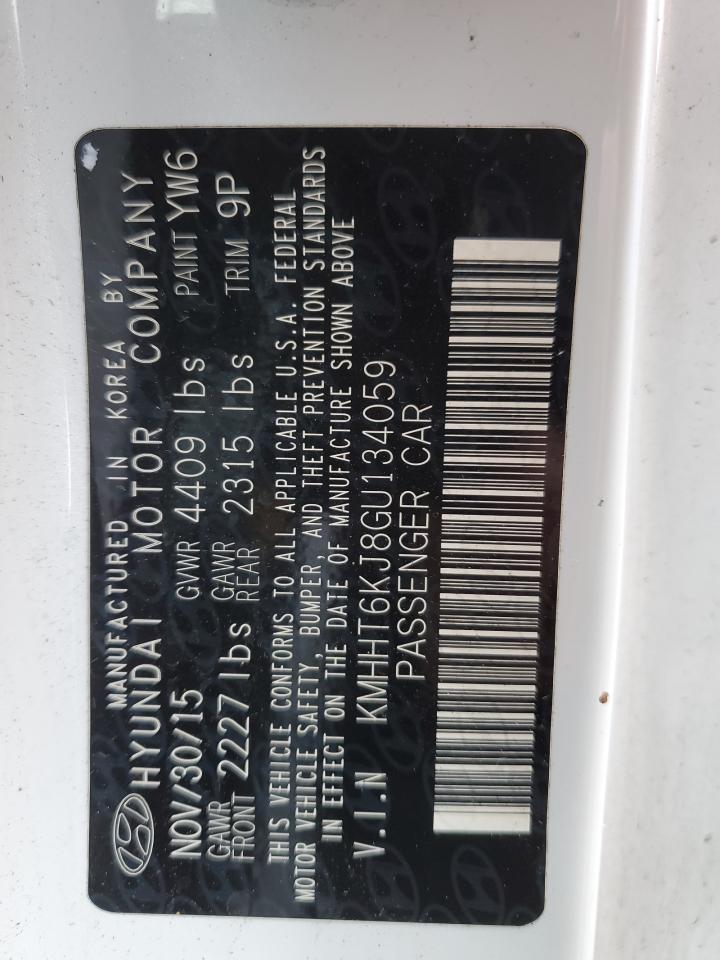 MANUFACTURED IN KOREA BY
HYUNDAI MOTOR COMPANY
NOV/30/15 GVWR 4409 lbs PAINT YW6
GAWR FRONT 2227 lbs GAWR REAR 2315 lbs TRIM 9P
THIS VEHICLE CONFORMS TO ALL APPLICABLE U.S.A. FEDERAL
MOTOR VEHICLE SAFETY, BUMPER, AND THEFT PREVENTION STANDARDS
IN EFFECT ON THE DATE OF MANUFACTURE SHOWN ABOVE
V.I.N KMHHT6KJ8GU134059
PASSENGER CAR